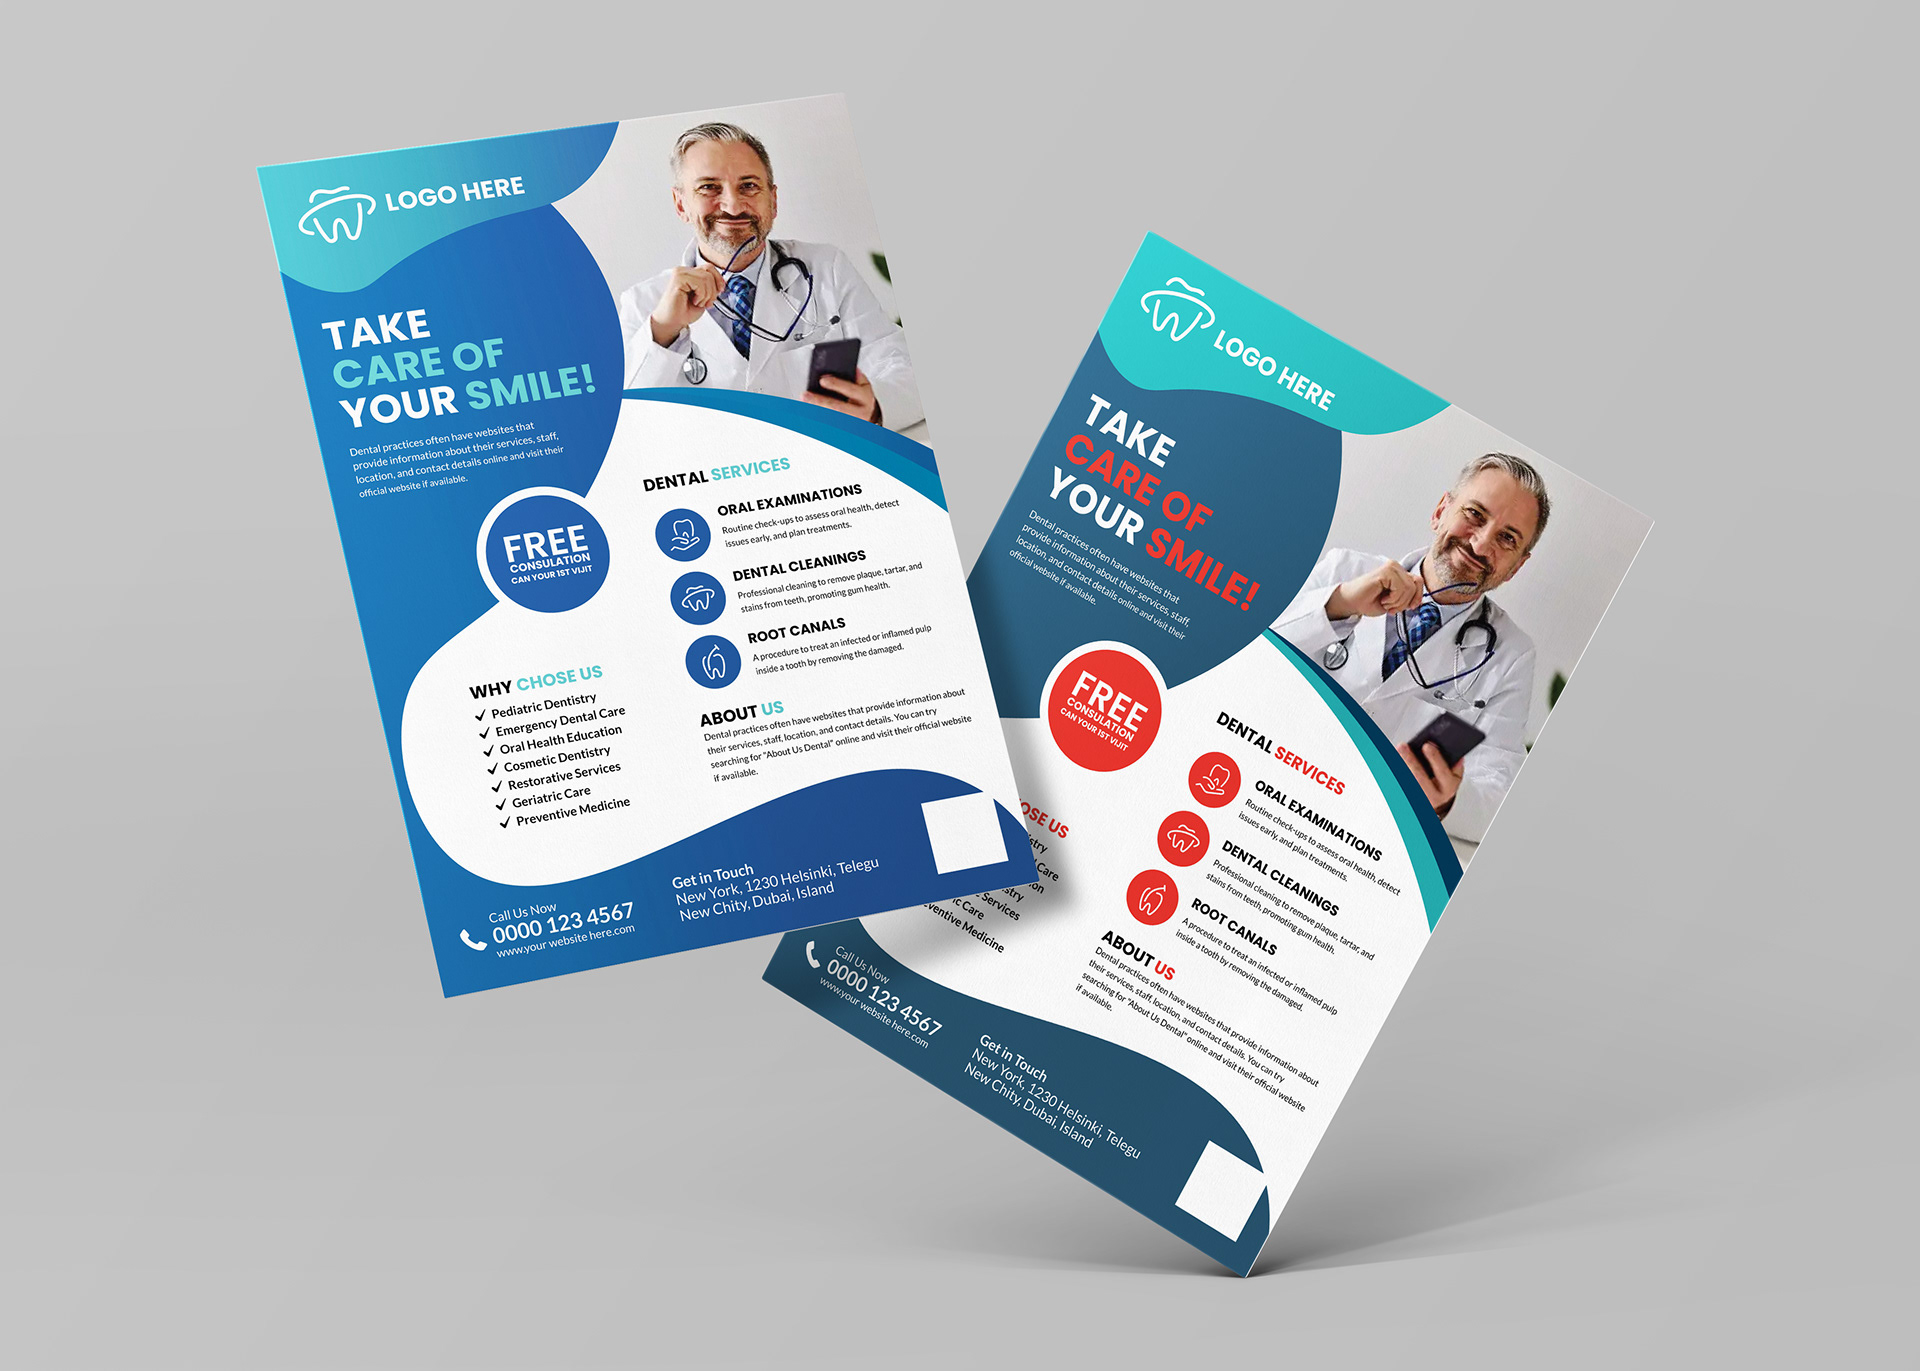 LOGO HERE
TAKE
CARE OF
YOUR SMILE!
Dental practices often have websites that
provide information about their services, staff,
location, and contact details online and visit their
official website if available.
FREE
CONSULATION
CAN YOUR 1ST VIJIT
DENTAL SERVICES
ORAL EXAMINATIONS
Routine check-ups to assess oral health, detect
issues early, and plan treatments.
DENTAL CLEANINGS
Professional cleaning to remove plaque, tartar, and
stains from teeth, promoting gum health.
ROOT CANALS
A procedure to treat an infected or inflamed pulp
inside a tooth by removing the damaged.
WHY CHOSE US
Pediatric Dentistry
Emergency Dental Care
Oral Health Education
Cosmetic Dentistry
Restorative Services
Geriatric Care
Preventive Medicine
ABOUT US
Dental practices often have websites that provide information about
their services, staff, location, and contact details. You can try
searching for "About Us Dental" online and visit their official website
if available.
Call Us Now
0000 123 4567
www.your website here.com
Get in Touch
New York, 1230 Helsinki, Telegu
New Chity, Dubai, Island
LOGO HERE
TAKE
CARE OF
YOUR SMILE!
Dental practices often have websites that
provide information about their services, staff,
location, and contact details online and visit their
official website if available.
FREE
CONSULATION
CAN YOUR 1ST VIJIT
DENTAL SERVICES
ORAL EXAMINATIONS
Routine check-ups to assess oral health, detect
issues early, and plan treatments.
DENTAL CLEANINGS
Professional cleaning to remove plaque, tartar, and
stains from teeth, promoting gum health.
ROOT CANALS
A procedure to treat an infected or inflamed pulp
inside a tooth by removing the damaged.
OSE US
istry
Care
ion
stry
Services
ic Care
ventive Medicine
ABOUT US
Dental practices often have websites that provide information about
their services, staff, location, and contact details. You can try
searching for "About Us Dental" online and visit their official website
if available.
Call Us Now
0000 123 4567
www.your website here.com
Get in Touch
New York, 1230 Helsinki, Telegu
New Chity, Dubai, Island